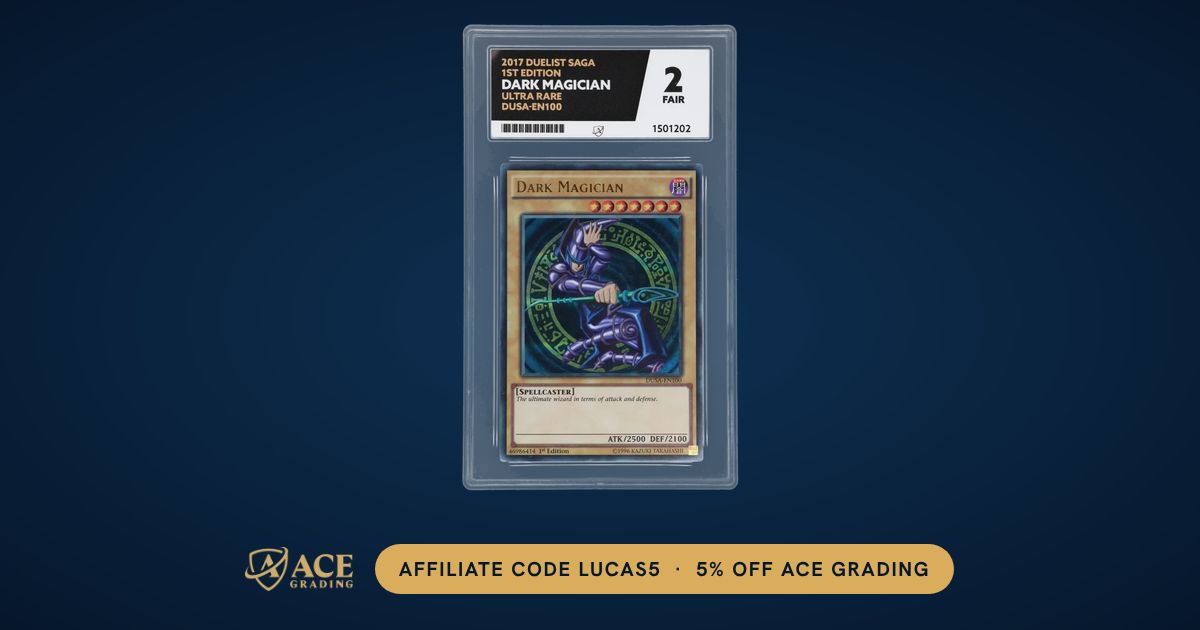 2017 DUELIST SAGA
1ST EDITION
DARK MAGICIAN
ULTRA RARE
DUSA-EN100
2
FAIR
1501202
DARK MAGICIAN
DUSA-EN100
[SPELLCASTER]
The ultimate wizard in terms of attack and defense.
ATK/2500 DEF/2100
46986414 1st Edition
©1996 KAZUKI TAKAHASHI
ACE
GRADING
AFFILIATE CODE LUCAS5 · 5% OFF ACE GRADING